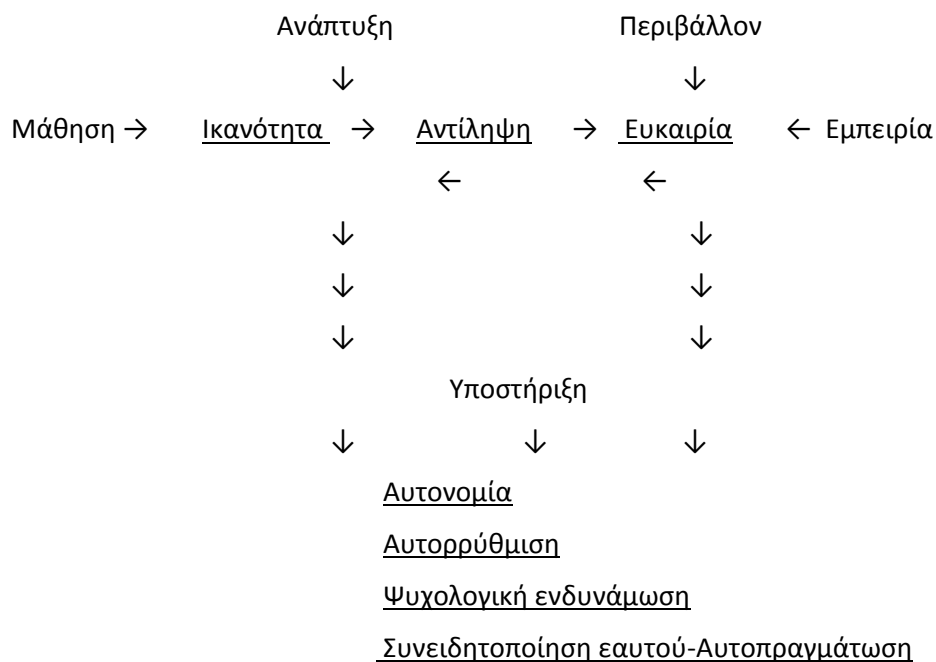 Ανάπτυξη Περιβάλλον
↓ ↓
Μάθηση → Ικανότητα → Αντίληψη → Ευκαιρία ← Εμπειρία
← ←
↓ ↓
↓ ↓
↓ ↓
Υποστήριξη
↓ ↓ ↓
Αυτονομία
Αυτορρύθμιση
Ψυχολογική ενδυνάμωση
Συνειδητοποίηση εαυτού-Αυτοπραγμάτωση